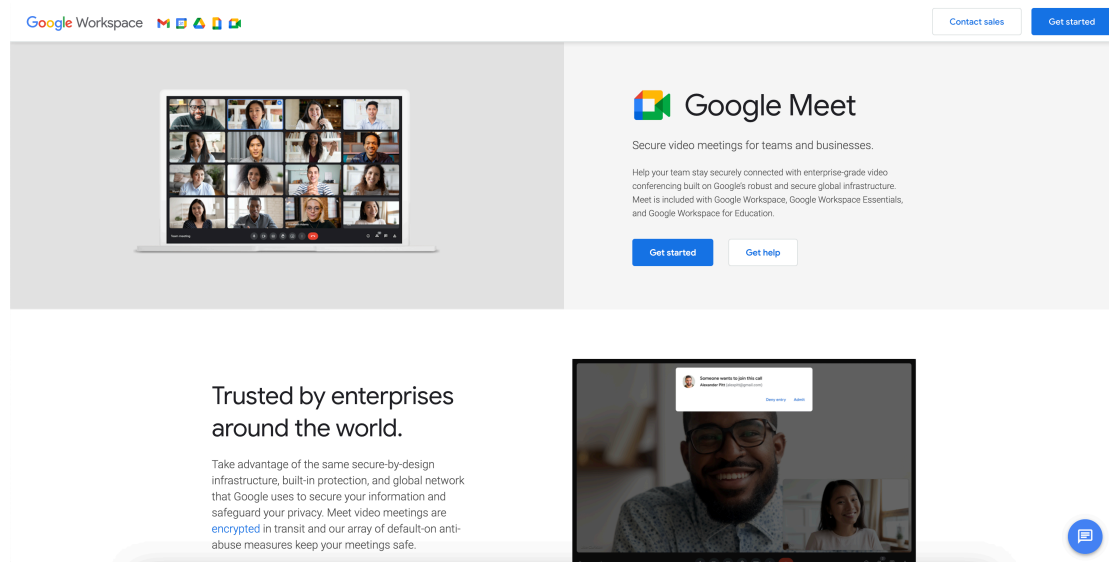 Google Workspace
Contact sales
Get started
Google Meet
Secure video meetings for teams and businesses.
Help your team stay securely connected with enterprise-grade video
conferencing built on Google's robust and secure global infrastructure.
Meet is included with Google Workspace, Google Workspace Essentials,
and Google Workspace for Education.
Get started
Get help
Team meeting
Trusted by enterprises
around the world.
Take advantage of the same secure-by-design
infrastructure, built-in protection, and global network
that Google uses to secure your information and
safeguard your privacy. Meet video meetings are
encrypted in transit and our array of default-on anti-
abuse measures keep your meetings safe.
Someone wants to join this call
Alexander Pitt
Deny entry
Admit